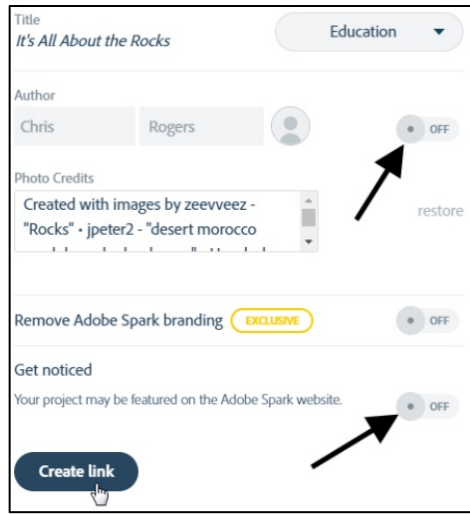 Title
It's All About the Rocks
Education
Author
Chris Rogers
OFF
Photo Credits
Created with images by zeevveez -
"Rocks" • jpeter2 - "desert morocco
restore
Remove Adobe Spark branding EXCLUSIVE OFF
Get noticed
Your project may be featured on the Adobe Spark website.
OFF
Create link